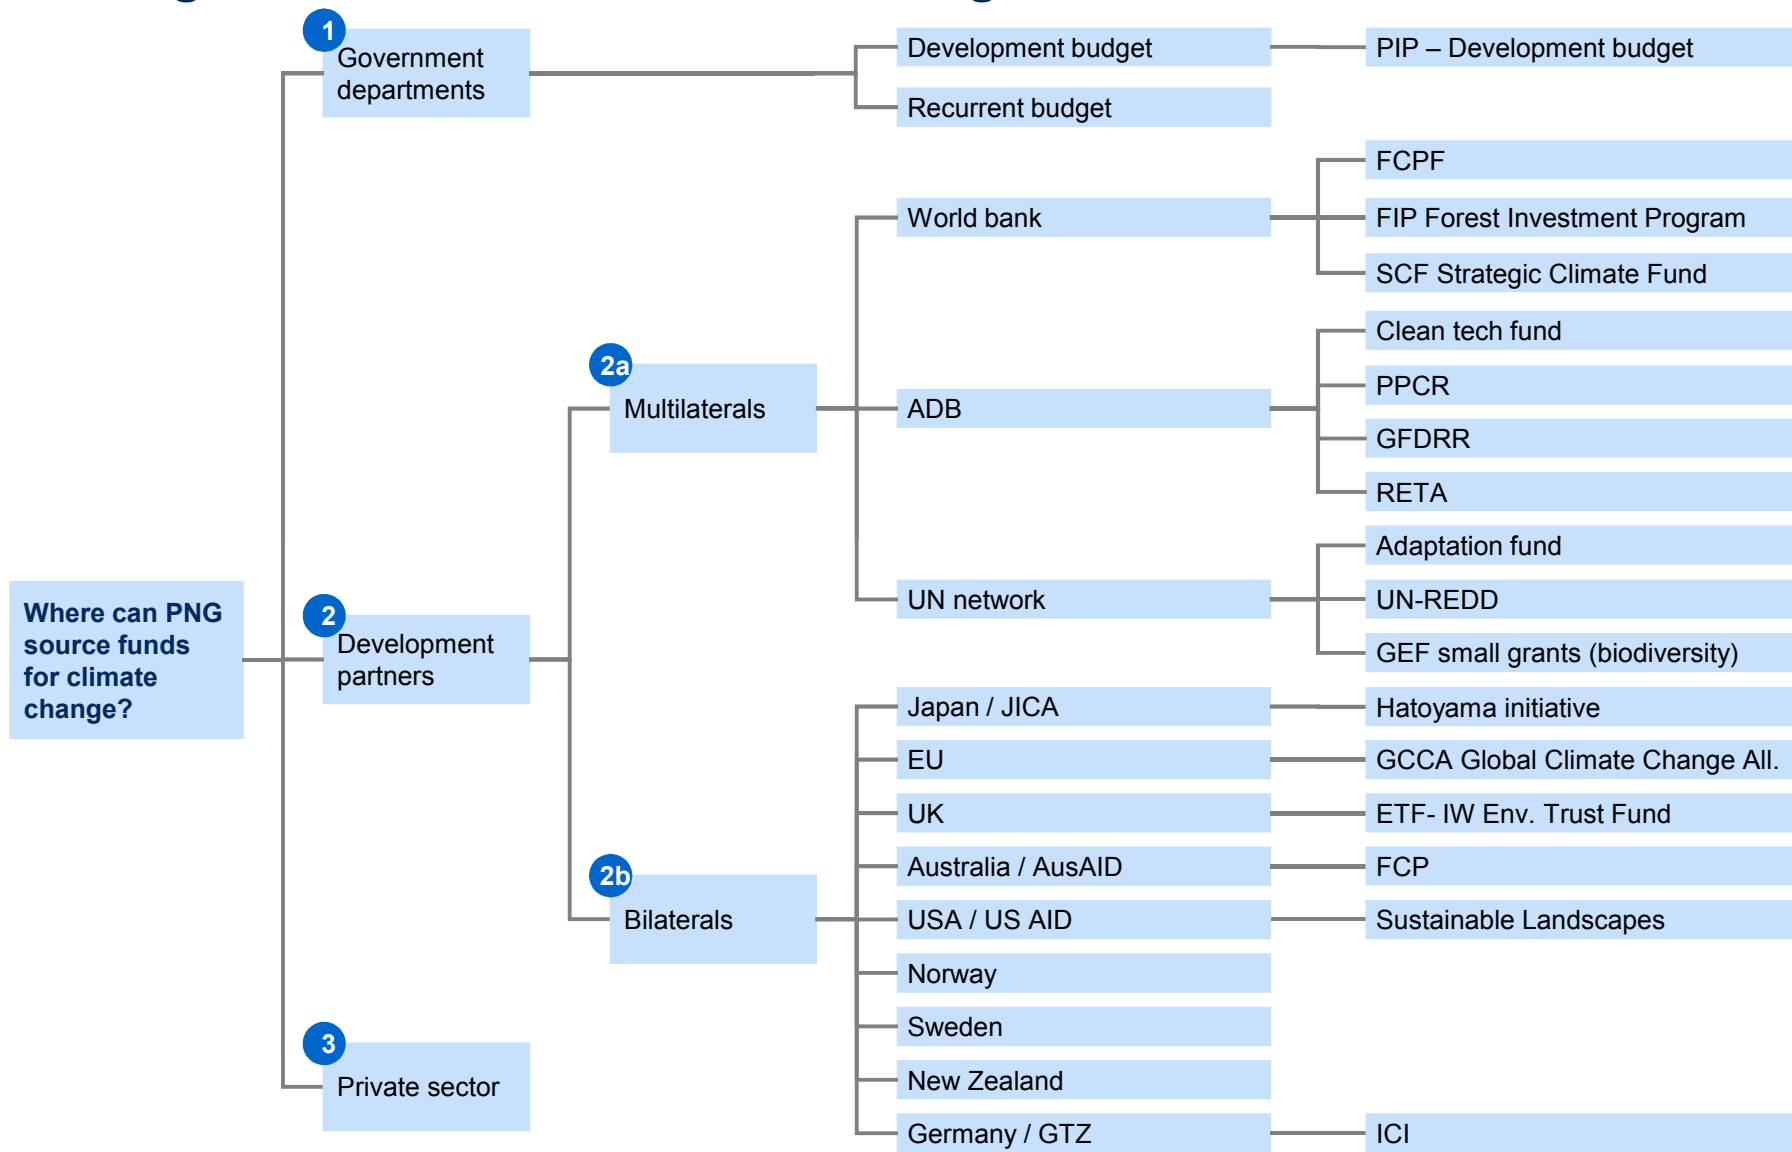 1
Government
departments
Development budget
PIP – Development budget
Recurrent budget
FCPF
World bank
FIP Forest Investment Program
SCF Strategic Climate Fund
Clean tech fund
2a
Multilaterals
PPCR
ADB
GFDRR
RETA
Adaptation fund
UN network
UN-REDD
GEF small grants (biodiversity)
Where can PNG
source funds
for climate
change?
2
Development
partners
Japan / JICA
Hatoyama initiative
EU
GCCA Global Climate Change All.
UK
ETF- IW Env. Trust Fund
Australia / AusAID
FCP
2b
Bilaterals
USA / US AID
Sustainable Landscapes
Norway
Sweden
3
Private sector
New Zealand
Germany / GTZ
ICI